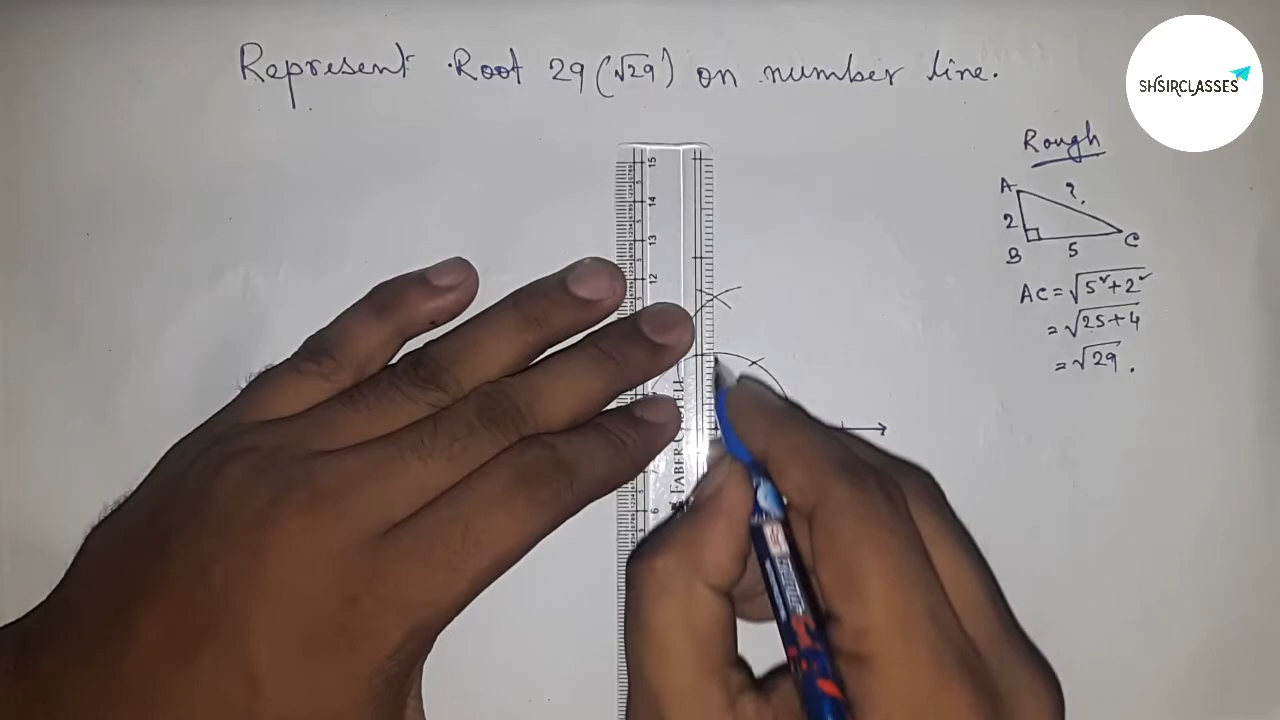 Represent Root 29 (√29) on number line.
SHSIRCLASSES
Rough
A
?
2
B
5
C
AC = √5²+2²
= √25+4
= √29.
15
14
13
12
6
FABER-CASTELL